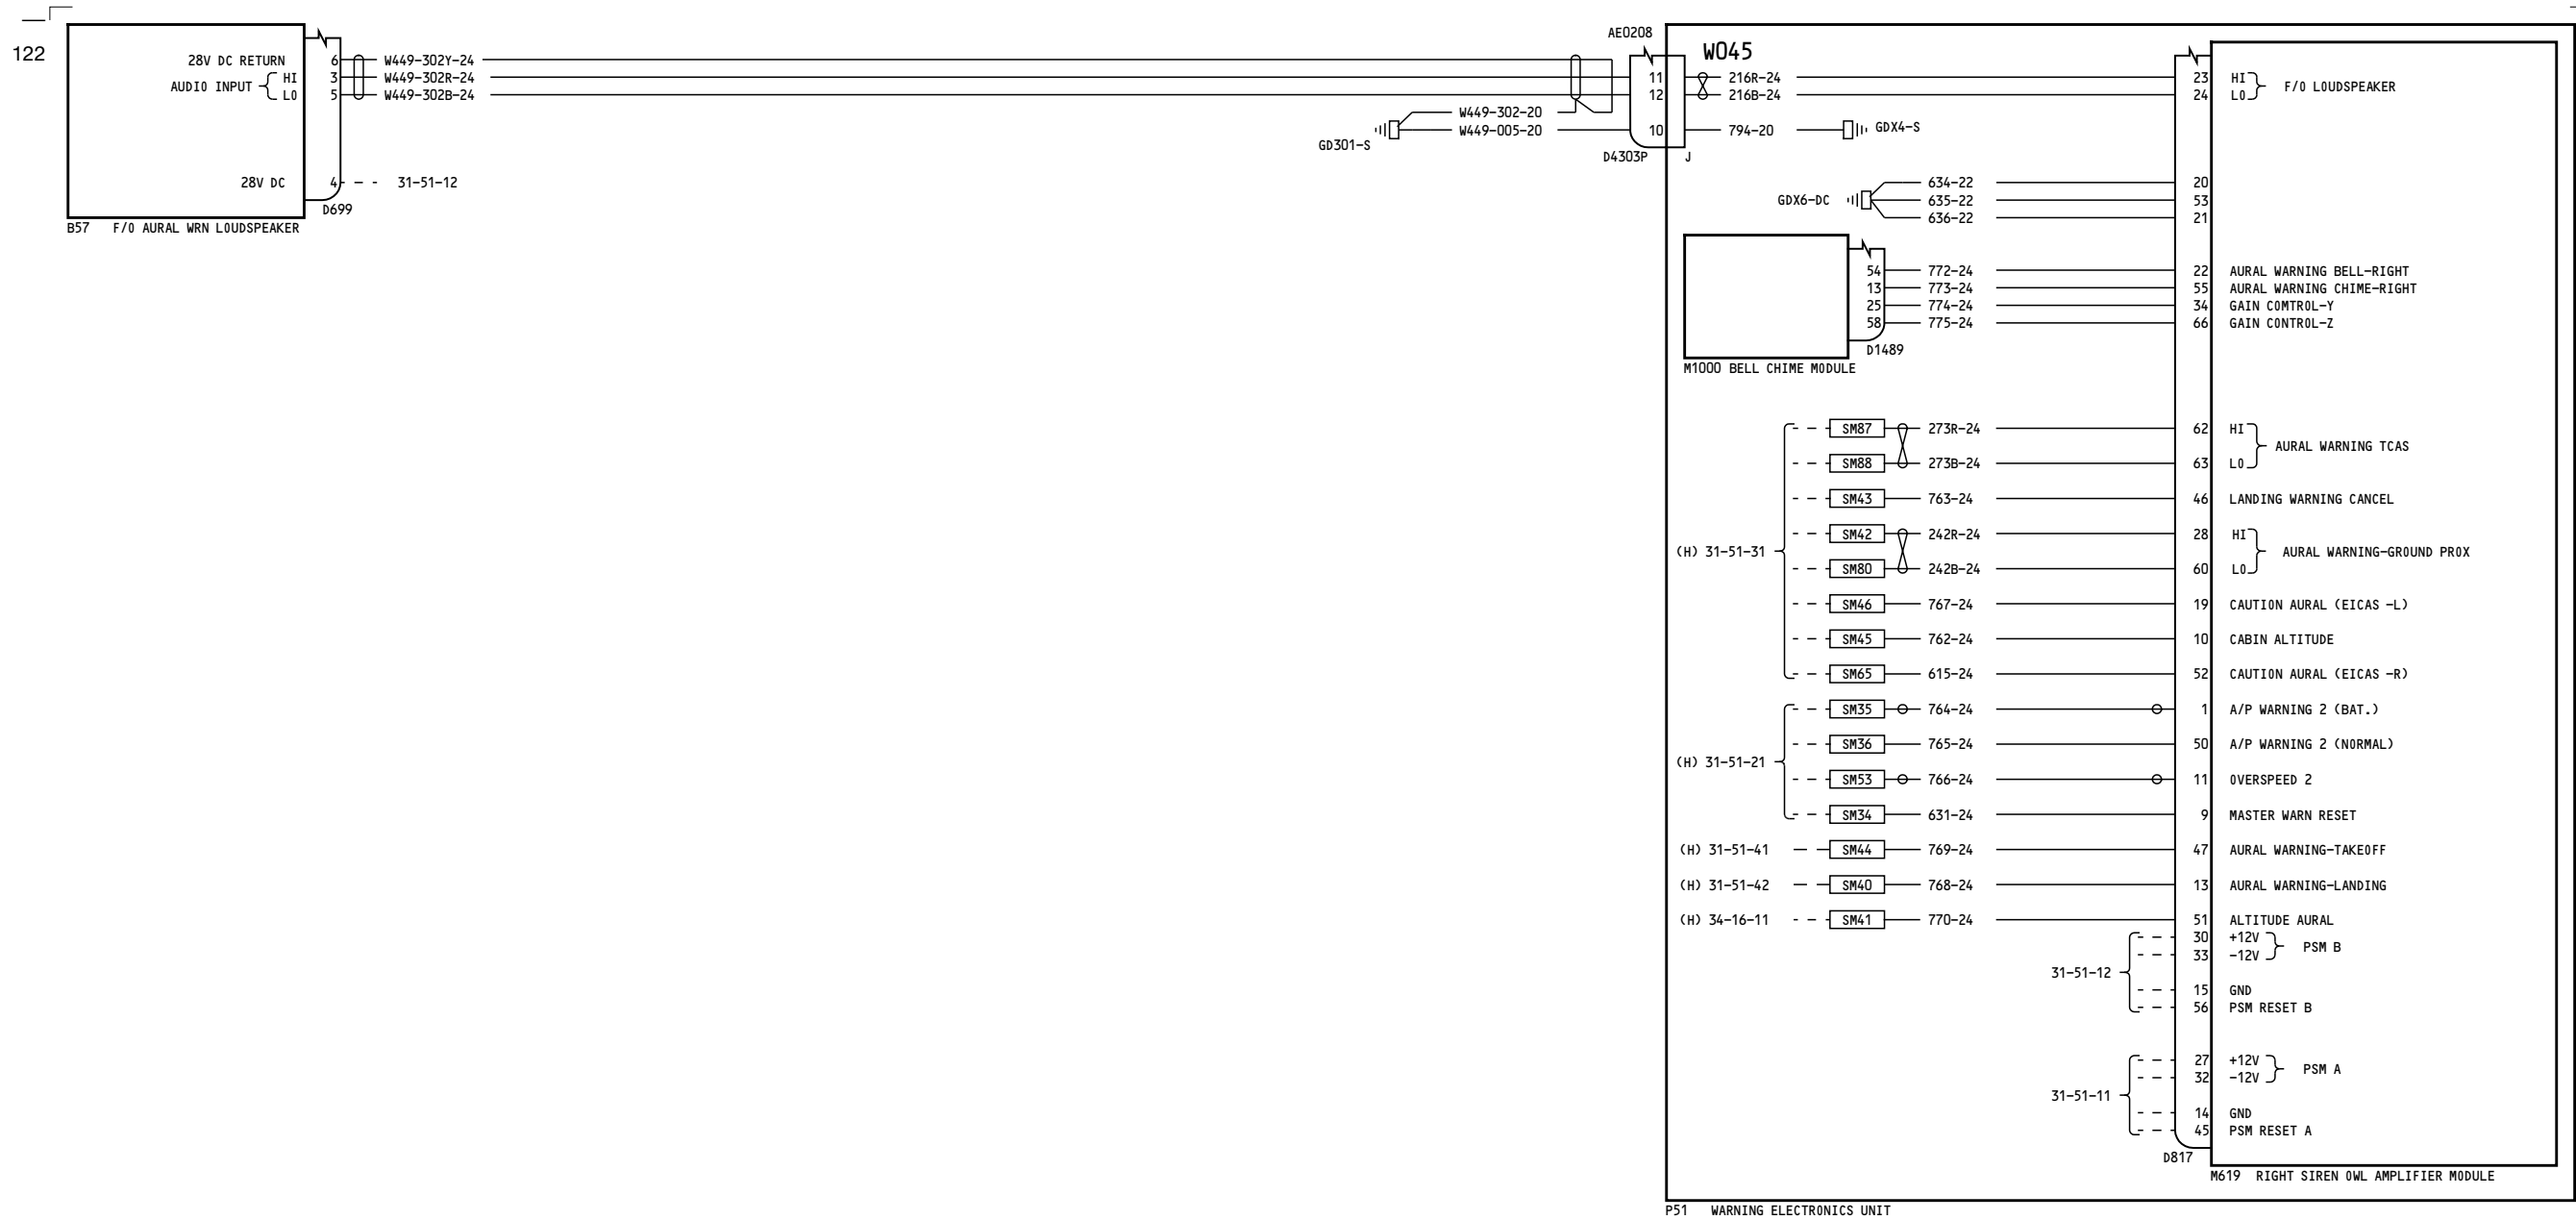 122
28V DC RETURN 6 W449-302Y-24
AUDIO INPUT HI 3 W449-302R-24
LO 5 W449-302B-24
28V DC 4 31-51-12
D699
B57 F/O AURAL WRN LOUDSPEAKER
AE0208
W045
W449-302-20
W449-005-20
GD301-S
11 216R-24 23 HI
12 216B-24 24 LO
F/O LOUDSPEAKER
10 794-20 GDX4-S
D4303P J
GDX6-DC
634-22 20
635-22 53
636-22 21
54 772-24 22 AURAL WARNING BELL-RIGHT
13 773-24 55 AURAL WARNING CHIME-RIGHT
25 774-24 34 GAIN COMTROL-Y
58 775-24 66 GAIN CONTROL-Z
D1489
M1000 BELL CHIME MODULE
SM87 273R-24 62 HI
AURAL WARNING TCAS
SM88 273B-24 63 LO
SM43 763-24 46 LANDING WARNING CANCEL
SM42 242R-24 28 HI
(H) 31-51-31 AURAL WARNING-GROUND PROX
SM80 242B-24 60 LO
SM46 767-24 19 CAUTION AURAL (EICAS -L)
SM45 762-24 10 CABIN ALTITUDE
SM65 615-24 52 CAUTION AURAL (EICAS -R)
SM35 764-24 1 A/P WARNING 2 (BAT.)
SM36 765-24 50 A/P WARNING 2 (NORMAL)
(H) 31-51-21
SM53 766-24 11 OVERSPEED 2
SM34 631-24 9 MASTER WARN RESET
(H) 31-51-41 SM44 769-24 47 AURAL WARNING-TAKEOFF
(H) 31-51-42 SM40 768-24 13 AURAL WARNING-LANDING
(H) 34-16-11 SM41 770-24 51 ALTITUDE AURAL
30 +12V
PSM B
33 -12V
31-51-12
15 GND
56 PSM RESET B
27 +12V
PSM A
32 -12V
31-51-11
14 GND
45 PSM RESET A
D817
M619 RIGHT SIREN OWL AMPLIFIER MODULE
P51 WARNING ELECTRONICS UNIT